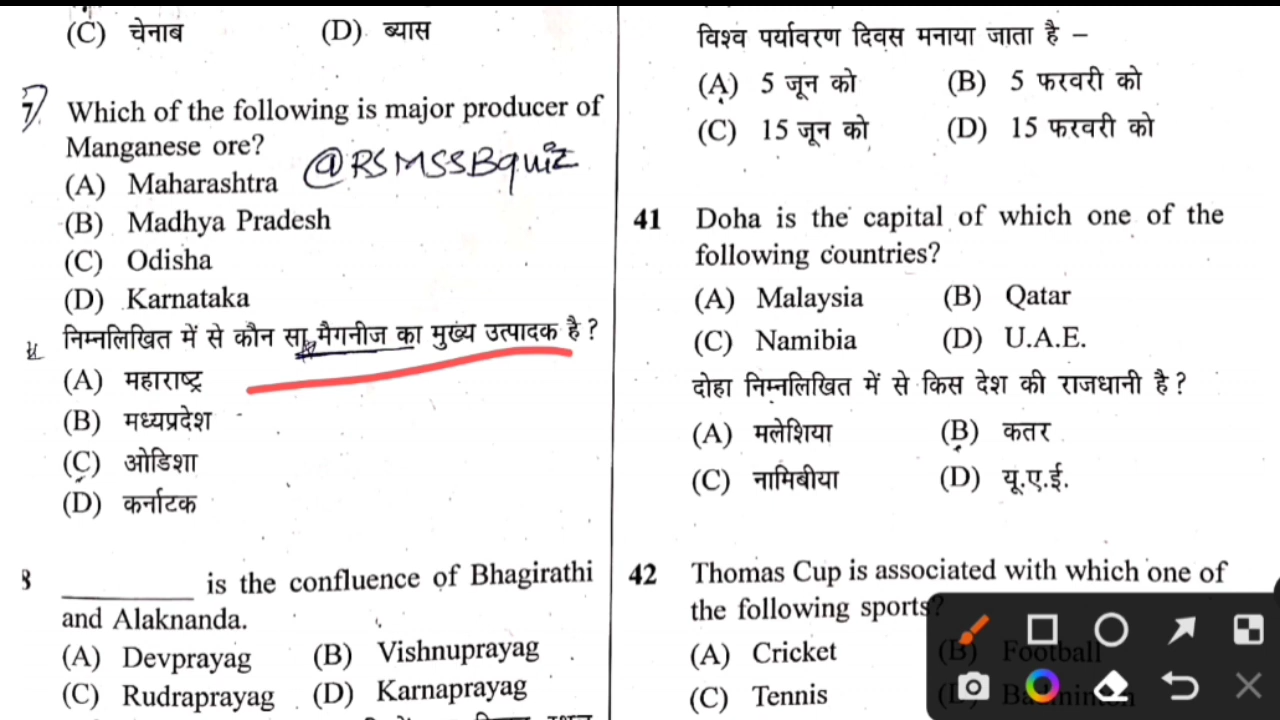 (C) चेनाब (D) ब्यास
7 Which of the following is major producer of
Manganese ore?
@RSMSSBquiz
(A) Maharashtra
(B) Madhya Pradesh
(C) Odisha
(D) Karnataka
निम्नलिखित में से कौन सा मैगनीज का मुख्य उत्पादक है ?
(A) महाराष्ट्र
(B) मध्यप्रदेश
(C) ओडिशा
(D) कर्नाटक
8 ________ is the confluence of Bhagirathi
and Alaknanda.
(A) Devprayag (B) Vishnuprayag
(C) Rudraprayag (D) Karnaprayag
विश्व पर्यावरण दिवस मनाया जाता है –
(A) 5 जून को (B) 5 फरवरी को
(C) 15 जून को (D) 15 फरवरी को
41 Doha is the capital of which one of the
following countries?
(A) Malaysia (B) Qatar
(C) Namibia (D) U.A.E.
दोहा निम्नलिखित में से किस देश की राजधानी है ?
(A) मलेशिया (B) कतर
(C) नामिबीया (D) यू.ए.ई.
42 Thomas Cup is associated with which one of
the following sports?
(A) Cricket (B) Football
(C) Tennis (D) Badminton